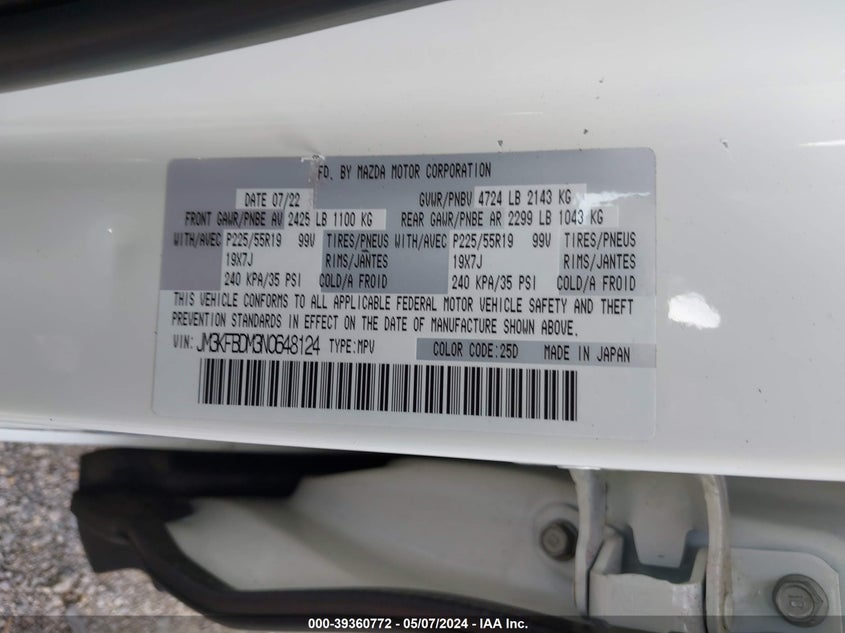 FD. BY MAZDA MOTOR CORPORATION
DATE 07/22 GVWR/PNBV 4724 LB 2143 KG
FRONT GAWR/PNBE AV 2425 LB 1100 KG REAR GAWR/PNBE AR 2299 LB 1043 KG
WITH/AVEC P225/55R19 99V TIRES/PNEUS WITH/AVEC P225/55R19 99V TIRES/PNEUS
19X7J RIMS/JANTES 19X7J RIMS/JANTES
240 KPA/35 PSI COLD/A FROID 240 KPA/35 PSI COLD/A FROID
THIS VEHICLE CONFORMS TO ALL APPLICABLE FEDERAL MOTOR VEHICLE SAFETY AND THEFT
PREVENTION STANDARDS IN EFFECT ON THE DATE OF MANUFACTURE SHOWN ABOVE.
VIN: JM3KFBDM3N0648124 TYPE:MPV COLOR CODE:25D MADE IN JAPAN
000-39360772 — 05/07/2024 — IAA Inc.